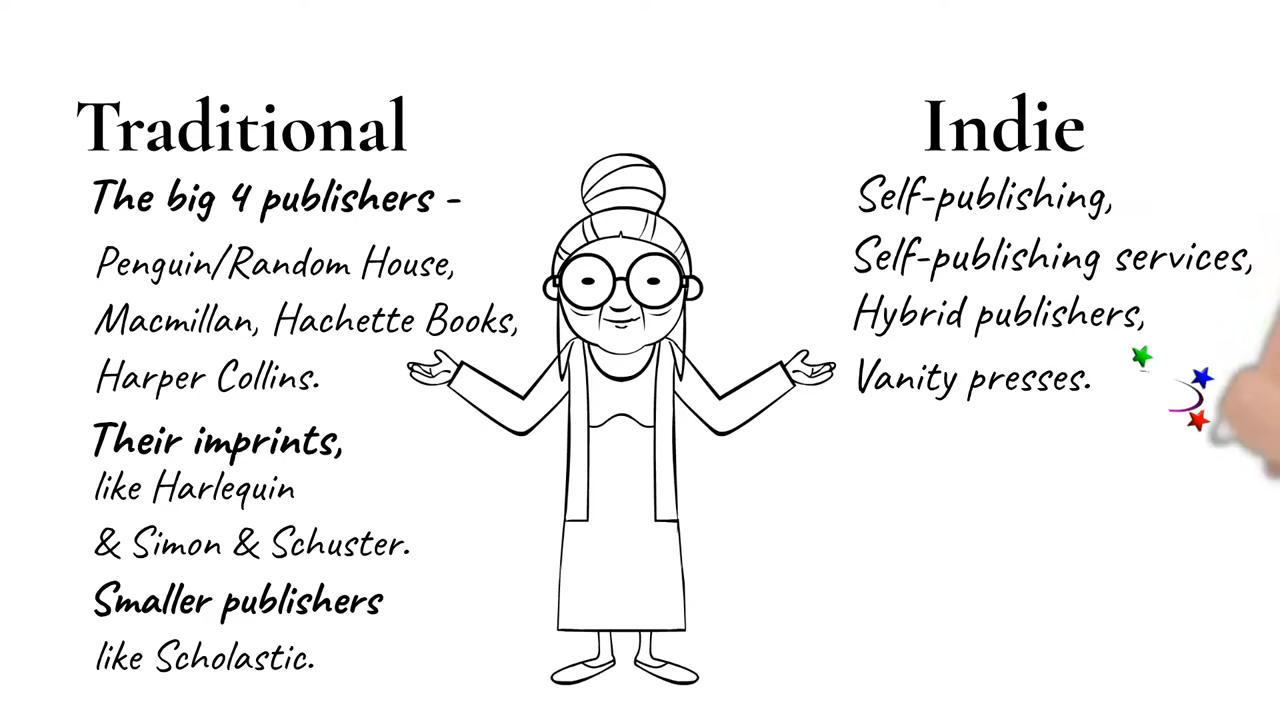 Traditional
The big 4 publishers -
Penguin/Random House,
Macmillan, Hachette Books,
Harper Collins.
Their imprints,
like Harlequin
& Simon & Schuster.
Smaller publishers
like Scholastic.
Indie
Self-publishing,
Self-publishing services,
Hybrid publishers,
Vanity presses.